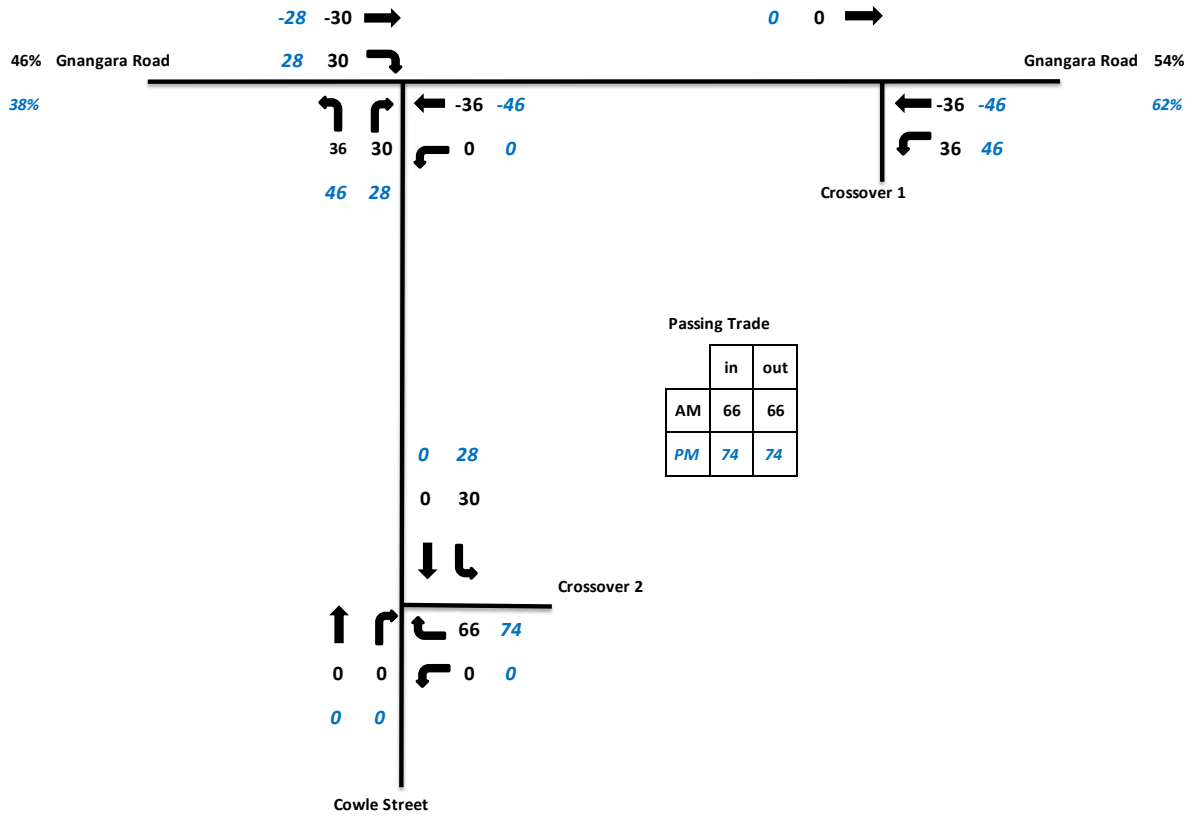 -28 -30 0 0
46% Gnangara Road 28 30 Gnangara Road 54%
38% -36 -46 -36 -46 62%
36 30 0 0 36 46
46 28 Crossover 1
Passing Trade
in out
AM 66 66
PM 74 74
0 28
0 30
Crossover 2
66 74
0 0 0 0
0 0
Cowle Street